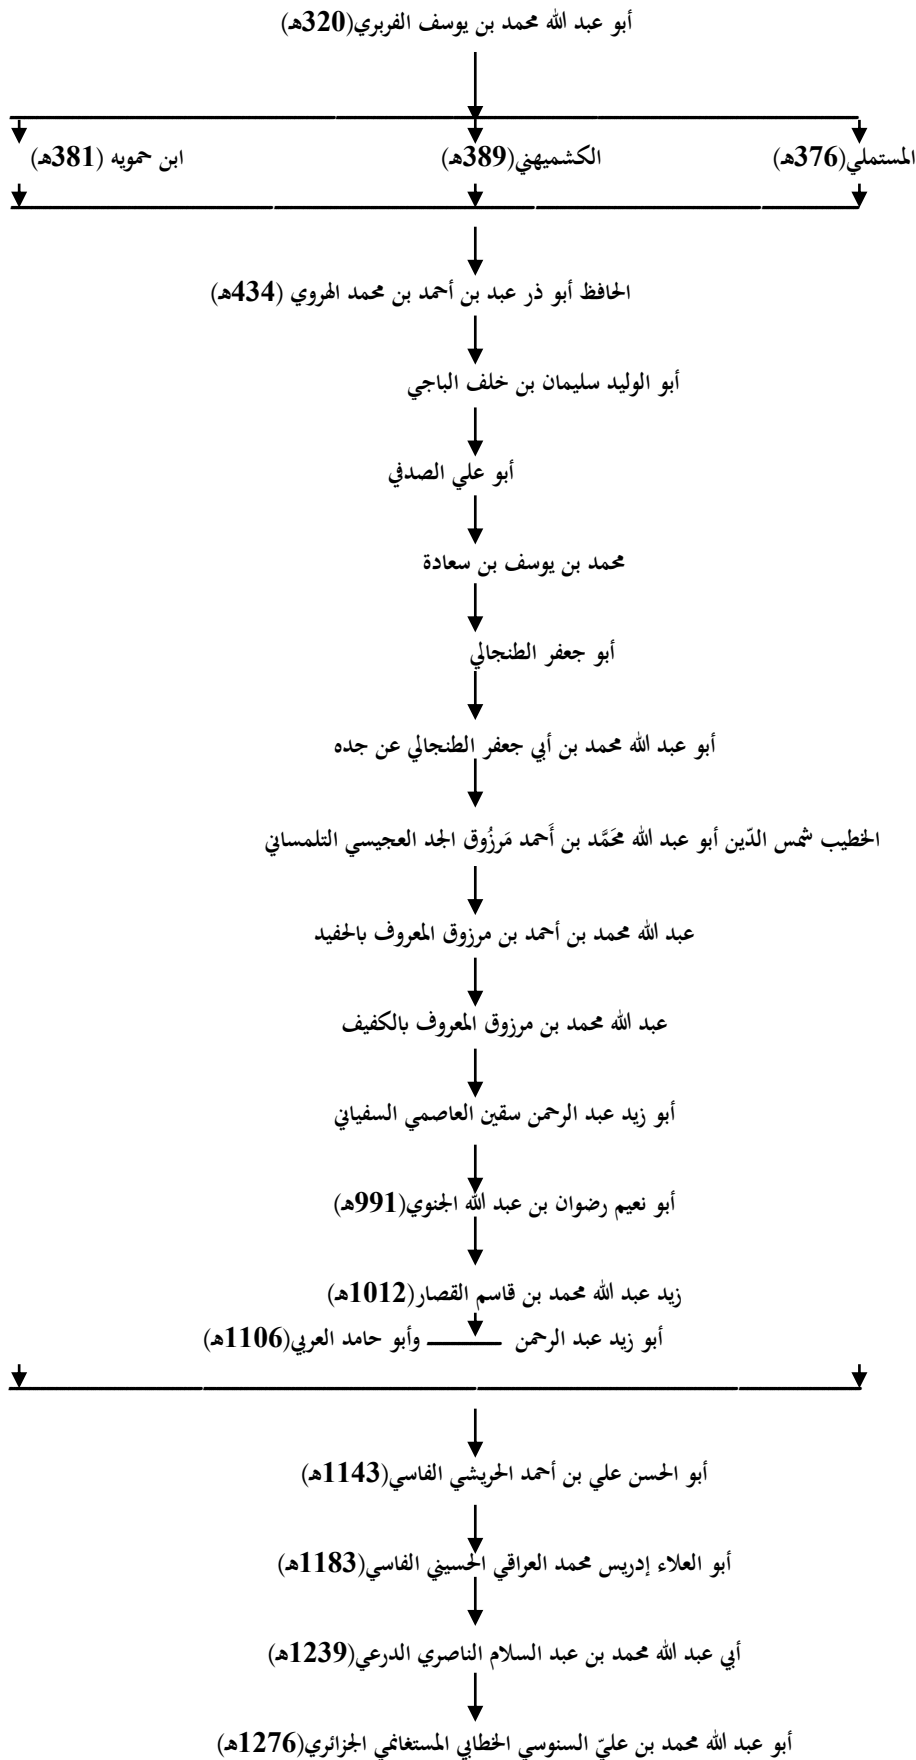 أبو عبد الله محمد بن يوسف الفربري(320هـ)
المستملي(376هـ) الكشميهني(389هـ) ابن حمويه (381هـ)
الحافظ أبو ذر عبد بن أحمد بن محمد الهروي (434هـ)
أبو الوليد سليمان بن خلف الباجي
أبو علي الصدفي
محمد بن يوسف بن سعادة
أبو جعفر الطنجالي
أبو عبد الله محمد بن أبي جعفر الطنجالي عن جده
الخطيب شمس الدّين أبو عبد الله محَمَّد بن أَحمد مَرزُوق الجد العجيسي التلمساني
عبد الله محمد بن أحمد بن مرزوق المعروف بالحفيد
عبد الله محمد بن مرزوق المعروف بالكفيف
أبو زيد عبد الرحمن سقين العاصمي السفياني
أبو نعيم رضوان بن عبد الله الجنوي(991هـ)
زيد عبد الله محمد بن قاسم القصار(1012هـ)
أبو زيد عبد الرحمن وأبو حامد العربي(1106هـ)
أبو الحسن علي بن أحمد الحريشي الفاسي(1143هـ)
أبو العلاء إدريس محمد العراقي الحسيني الفاسي(1183هـ)
أبي عبد الله محمد بن عبد السلام الناصري الدرعي(1239هـ)
أبو عبد الله محمد بن عليّ السنوسي الخطابي المستغانمي الجزائري(1276هـ)